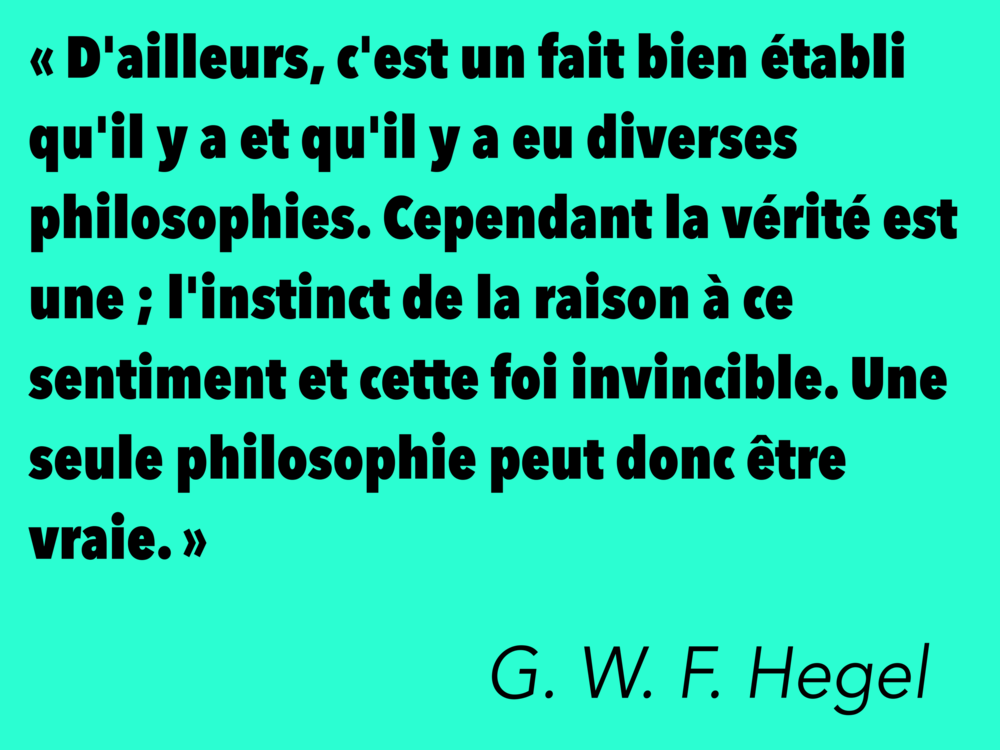 « D'ailleurs, c'est un fait bien établi
qu'il y a et qu'il y a eu diverses
philosophies. Cependant la vérité est
une ; l'instinct de la raison à ce
sentiment et cette foi invincible. Une
seule philosophie peut donc être
vraie. »
G. W. F. Hegel